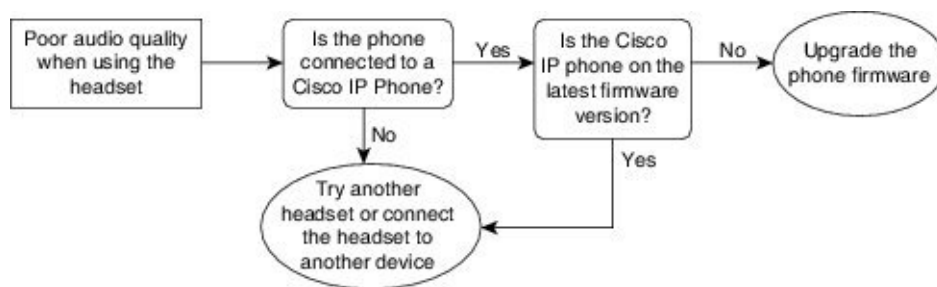 Poor audio quality
when using the
headset
Is the phone
connected to a
Cisco IP Phone?
Yes
Is the Cisco
IP phone on the
latest firmware
version?
No
Upgrade the
phone firmware
No
Yes
Try another
headset or connect
the headset to
another device